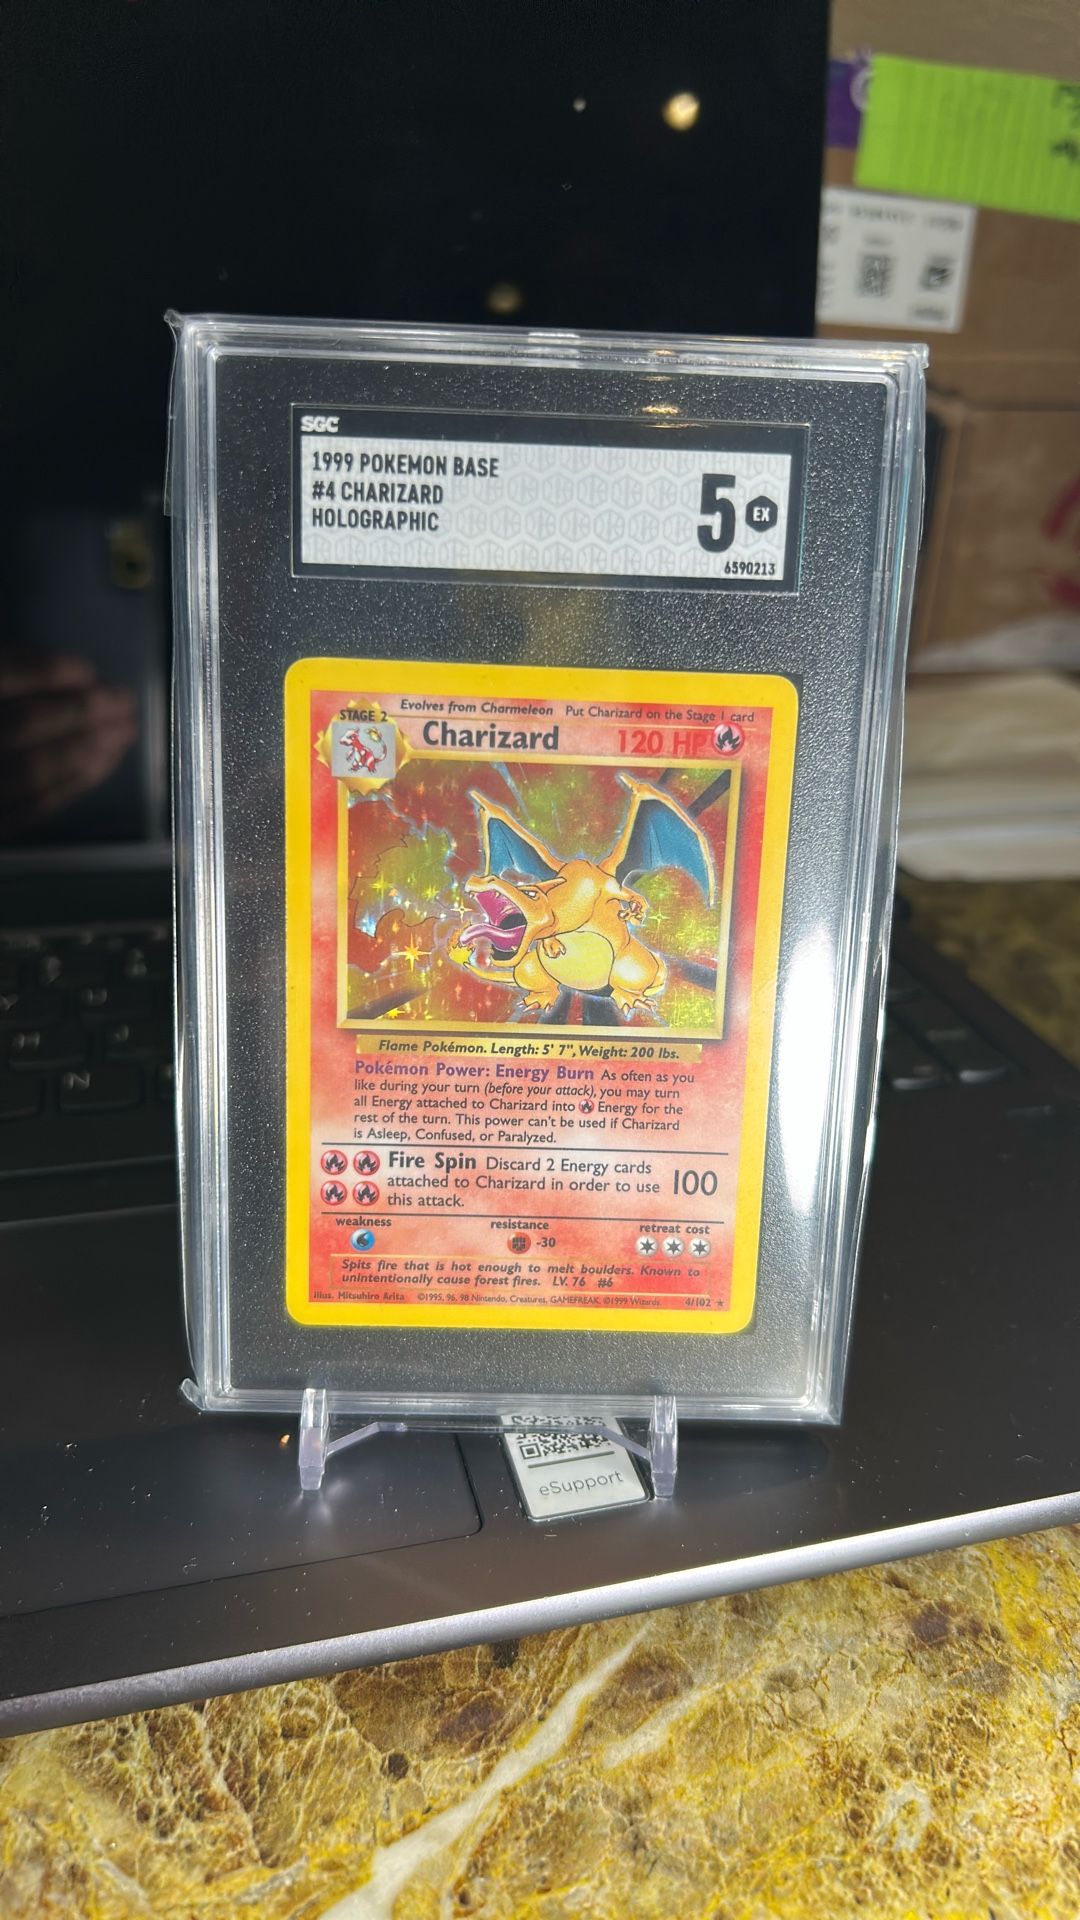 SGC
1999 POKEMON BASE
#4 CHARIZARD
HOLOGRAPHIC
5 EX
6590213
STAGE 2
Evolves from Charmeleon Put Charizard on the Stage 1 card
Charizard 120 HP
Flame Pokémon. Length: 5' 7", Weight: 200 lbs.
Pokémon Power: Energy Burn As often as you
like during your turn (before your attack), you may turn
all Energy attached to Charizard into Energy for the
rest of the turn. This power can't be used if Charizard
is Asleep, Confused, or Paralyzed.
Fire Spin Discard 2 Energy cards
attached to Charizard in order to use 100
this attack.
weakness resistance retreat cost
-30
Spits fire that is hot enough to melt boulders. Known to
unintentionally cause forest fires. LV. 76 #6
Illus. Mitsuhiro Arita ©1995, 96, 98 Nintendo, Creatures, GAMEFREAK. ©1999 Wizards. 4/102 ★
eSupport